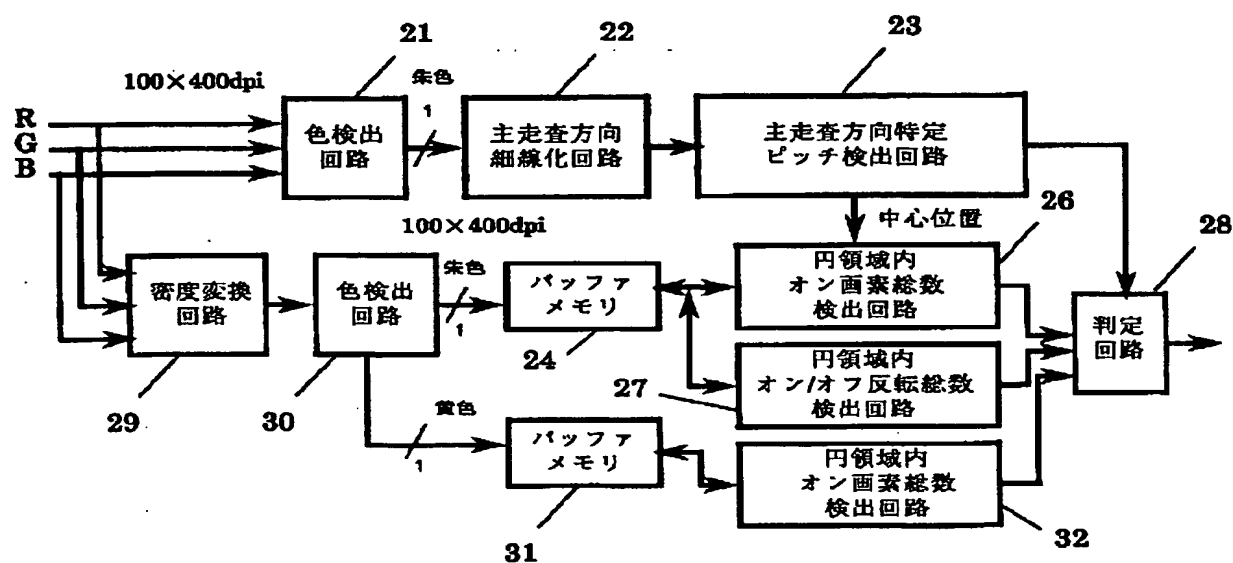 21
22
23
100×400dpi
朱色
1
R
G
B
色検出
回路
主走査方向
細線化回路
主走査方向特定
ピッチ検出回路
中心位置
26
28
100×400dpi
密度変換
回路
色検出
回路
朱色
1
バッファ
メモリ
円領域内
オン画素総数
検出回路
判定
回路
24
29
30
27
円領域内
オン/オフ反転総数
検出回路
黄色
1
バッファ
メモリ
円領域内
オン画素総数
検出回路
31
32